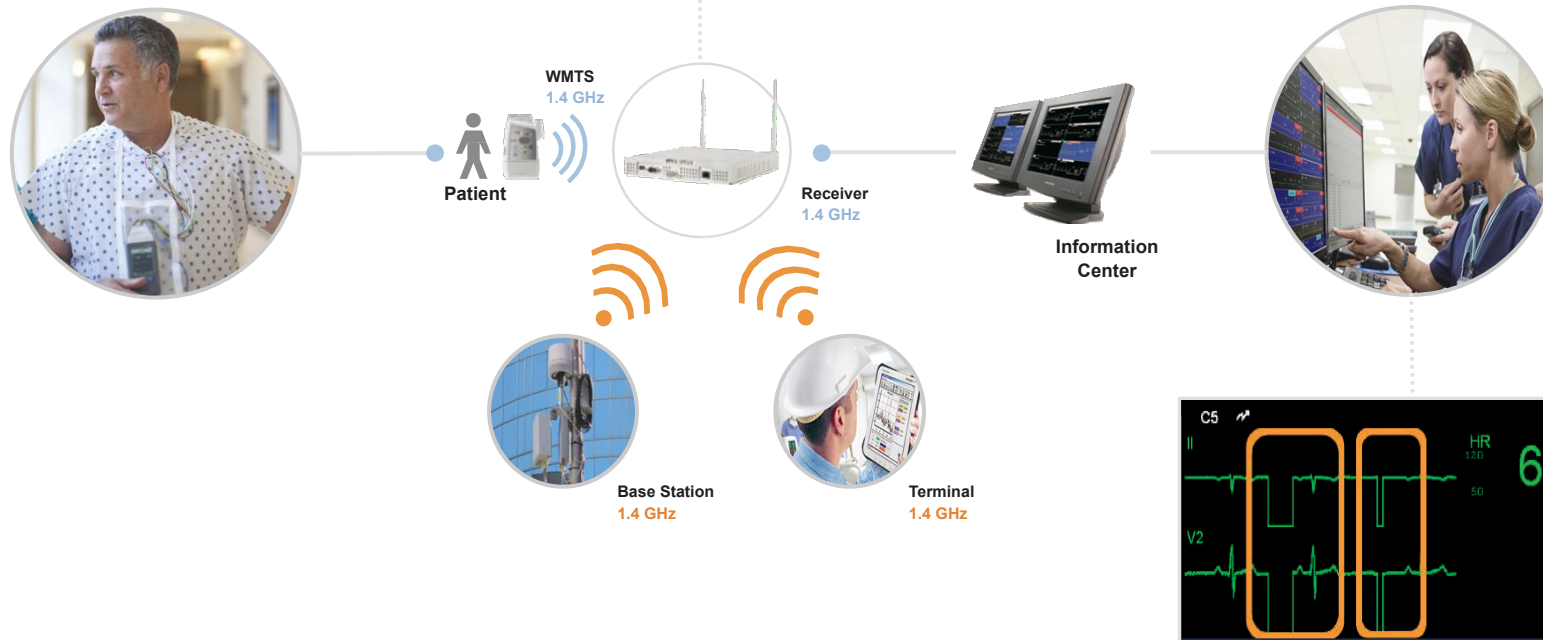 WMTS
1.4 GHz
Patient
Receiver
1.4 GHz
Information
Center
Base Station
1.4 GHz
Terminal
1.4 GHz
C5
II
HR
120
50
6
V2